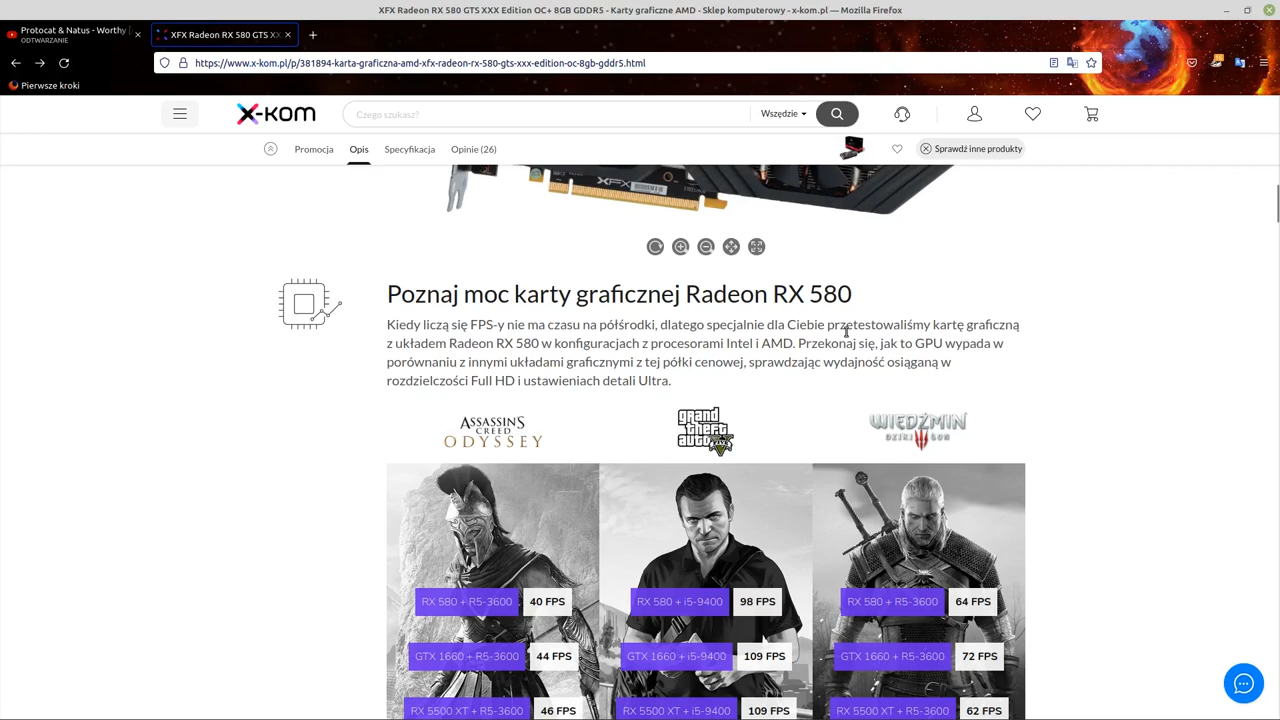 XFX Radeon RX 580 GTS XXX Edition OC+ 8GB GDDR5 - Karty graficzne AMD - Sklep komputerowy - x-kom.pl — Mozilla Firefox
Protocat & Natus - Worthy
ODTWARZANIE
XFX Radeon RX 580 GTS XX
https://www.x-kom.pl/p/381894-karta-graficzna-amd-xfx-radeon-rx-580-gts-xxx-edition-oc-8gb-gddr5.html
Pierwsze kroki
x-kom
Czego szukasz?
Wszędzie
Promocja
Opis
Specyfikacja
Opinie (26)
Sprawdź inne produkty
XFX
Poznaj moc karty graficznej Radeon RX 580
Kiedy liczą się FPS-y nie ma czasu na półśrodki, dlatego specjalnie dla Ciebie przetestowaliśmy kartę graficzną
z układem Radeon RX 580 w konfiguracjach z procesorami Intel i AMD. Przekonaj się, jak to GPU wypada w
porównaniu z innymi układami graficznymi z tej półki cenowej, sprawdzając wydajność osiąganą w
rozdzielczości Full HD i ustawieniach detali Ultra.
ASSASSIN'S
CREED
ODYSSEY
grand
theft
auto
V
WIEDŹMIN
DZIKI GON
RX 580 + R5-3600 40 FPS
RX 580 + i5-9400 98 FPS
RX 580 + R5-3600 64 FPS
GTX 1660 + R5-3600 44 FPS
GTX 1660 + i5-9400 109 FPS
GTX 1660 + R5-3600 72 FPS
RX 5500 XT + R5-3600 46 FPS
RX 5500 XT + i5-9400 109 FPS
RX 5500 XT + R5-3600 62 FPS